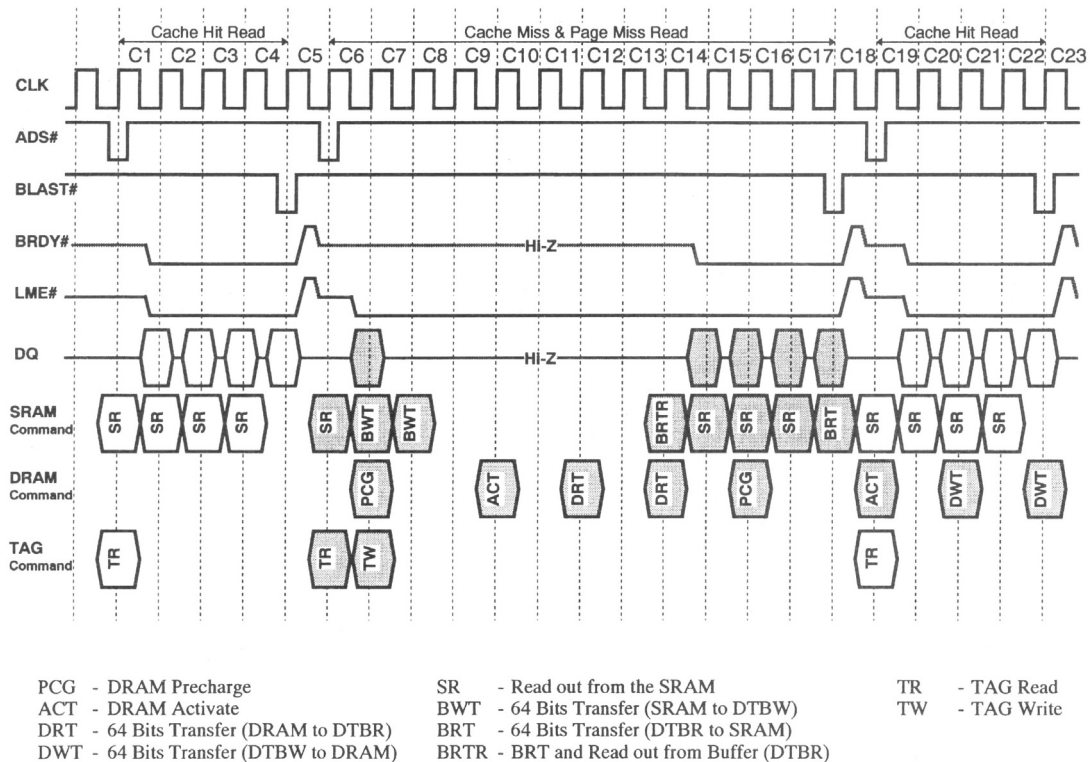 Cache Hit Read Cache Miss & Page Miss Read Cache Hit Read
C1 C2 C3 C4 C5 C6 C7 C8 C9 C10 C11 C12 C13 C14 C15 C16 C17 C18 C19 C20 C21 C22 C23
CLK
ADS#
BLAST#
BRDY# Hi-Z
LME#
DQ Hi-Z
SRAM
Command
SR SR SR SR SR BWT BWT BRTR SR SR SR BRT SR SR SR SR
DRAM
Command
PCG ACT DRT DRT PCG ACT DWT DWT
TAG
Command
TR TR TW TR
PCG - DRAM Precharge SR - Read out from the SRAM TR - TAG Read
ACT - DRAM Activate BWT - 64 Bits Transfer (SRAM to DTBW) TW - TAG Write
DRT - 64 Bits Transfer (DRAM to DTBR) BRT - 64 Bits Transfer (DTBR to SRAM)
DWT - 64 Bits Transfer (DTBW to DRAM) BRTR - BRT and Read out from Buffer (DTBR)